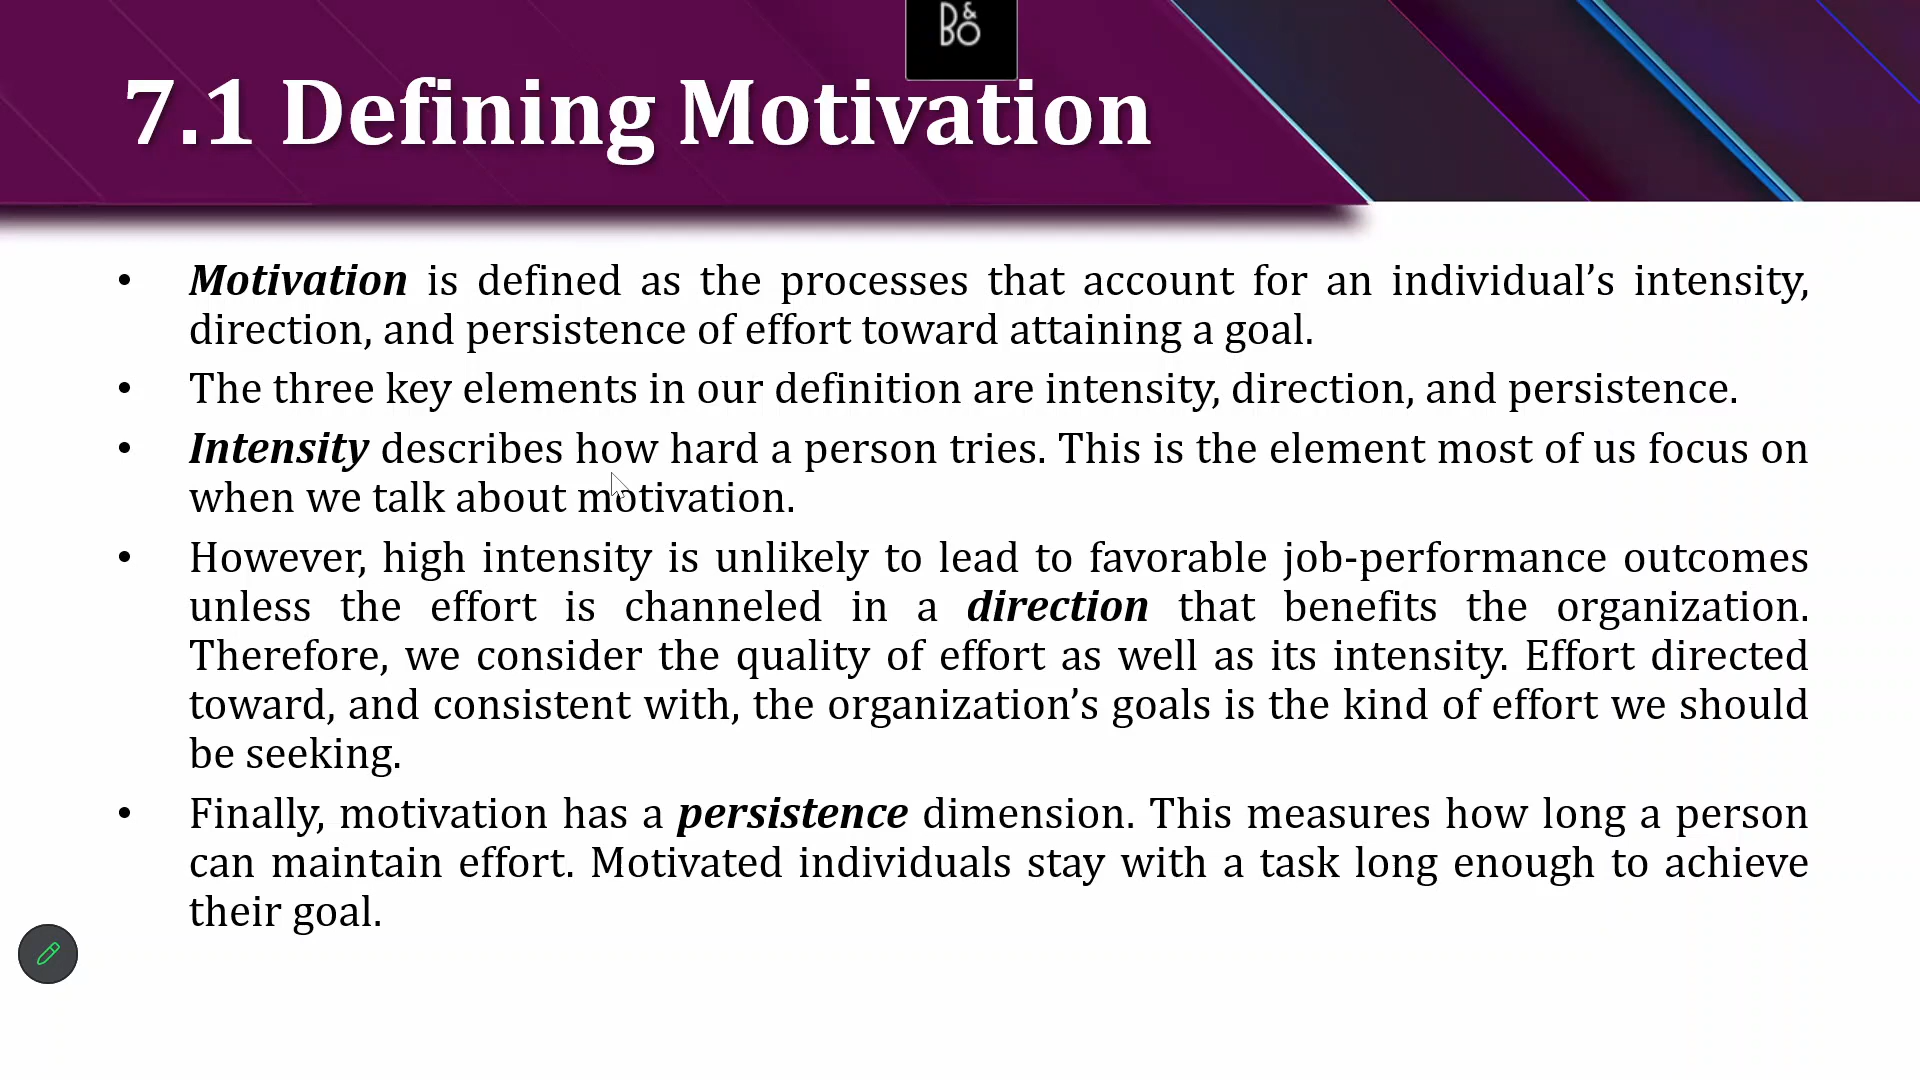 B&
BO
7.1 Defining Motivation
• Motivation is defined as the processes that account for an individual’s intensity,
direction, and persistence of effort toward attaining a goal.
• The three key elements in our definition are intensity, direction, and persistence.
• Intensity describes how hard a person tries. This is the element most of us focus on
when we talk about motivation.
• However, high intensity is unlikely to lead to favorable job-performance outcomes
unless the effort is channeled in a direction that benefits the organization.
Therefore, we consider the quality of effort as well as its intensity. Effort directed
toward, and consistent with, the organization’s goals is the kind of effort we should
be seeking.
• Finally, motivation has a persistence dimension. This measures how long a person
can maintain effort. Motivated individuals stay with a task long enough to achieve
their goal.